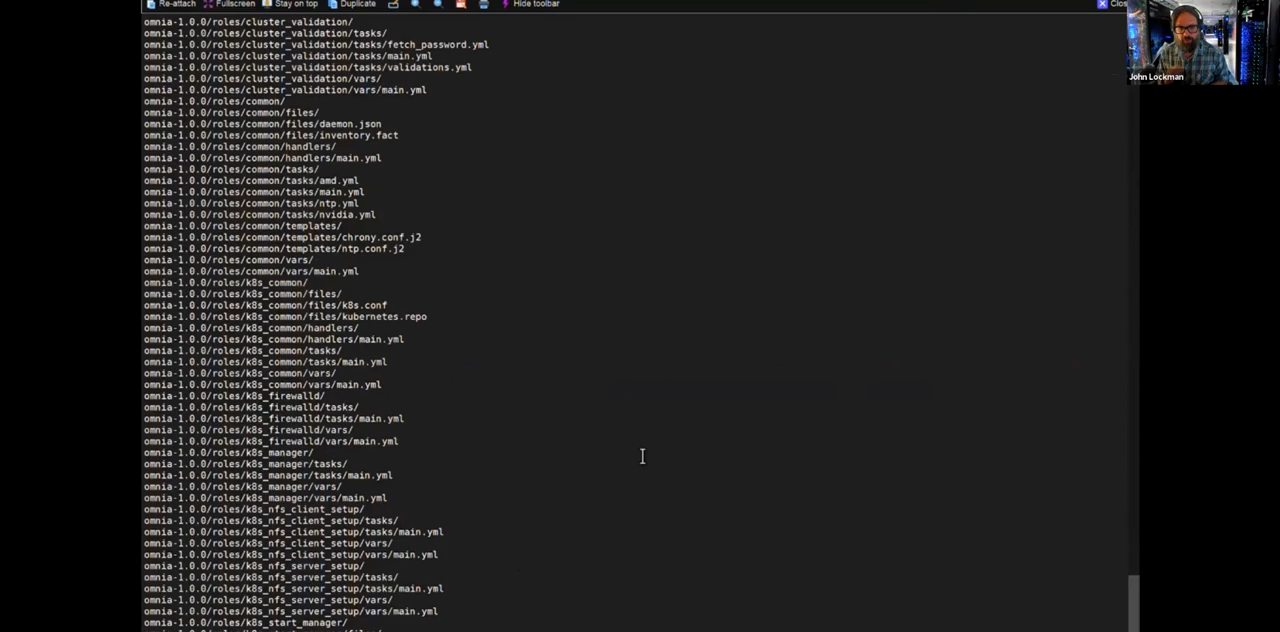 Re-attach Fullscreen Stay on top Duplicate Hide toolbar Clos
omnia-1.0.0/roles/cluster_validation/
omnia-1.0.0/roles/cluster_validation/tasks/
omnia-1.0.0/roles/cluster_validation/tasks/fetch_password.yml
omnia-1.0.0/roles/cluster_validation/tasks/main.yml
omnia-1.0.0/roles/cluster_validation/tasks/validations.yml
omnia-1.0.0/roles/cluster_validation/vars/
omnia-1.0.0/roles/cluster_validation/vars/main.yml
omnia-1.0.0/roles/common/
omnia-1.0.0/roles/common/files/
omnia-1.0.0/roles/common/files/daemon.json
omnia-1.0.0/roles/common/files/inventory.fact
omnia-1.0.0/roles/common/handlers/
omnia-1.0.0/roles/common/handlers/main.yml
omnia-1.0.0/roles/common/tasks/
omnia-1.0.0/roles/common/tasks/amd.yml
omnia-1.0.0/roles/common/tasks/main.yml
omnia-1.0.0/roles/common/tasks/ntp.yml
omnia-1.0.0/roles/common/tasks/nvidia.yml
omnia-1.0.0/roles/common/templates/
omnia-1.0.0/roles/common/templates/chrony.conf.j2
omnia-1.0.0/roles/common/templates/ntp.conf.j2
omnia-1.0.0/roles/common/vars/
omnia-1.0.0/roles/common/vars/main.yml
omnia-1.0.0/roles/k8s_common/
omnia-1.0.0/roles/k8s_common/files/
omnia-1.0.0/roles/k8s_common/files/k8s.conf
omnia-1.0.0/roles/k8s_common/files/kubernetes.repo
omnia-1.0.0/roles/k8s_common/handlers/
omnia-1.0.0/roles/k8s_common/handlers/main.yml
omnia-1.0.0/roles/k8s_common/tasks/
omnia-1.0.0/roles/k8s_common/tasks/main.yml
omnia-1.0.0/roles/k8s_common/vars/
omnia-1.0.0/roles/k8s_common/vars/main.yml
omnia-1.0.0/roles/k8s_firewalld/
omnia-1.0.0/roles/k8s_firewalld/tasks/
omnia-1.0.0/roles/k8s_firewalld/tasks/main.yml
omnia-1.0.0/roles/k8s_firewalld/vars/
omnia-1.0.0/roles/k8s_firewalld/vars/main.yml
omnia-1.0.0/roles/k8s_manager/
omnia-1.0.0/roles/k8s_manager/tasks/
omnia-1.0.0/roles/k8s_manager/tasks/main.yml
omnia-1.0.0/roles/k8s_manager/vars/
omnia-1.0.0/roles/k8s_manager/vars/main.yml
omnia-1.0.0/roles/k8s_nfs_client_setup/
omnia-1.0.0/roles/k8s_nfs_client_setup/tasks/
omnia-1.0.0/roles/k8s_nfs_client_setup/tasks/main.yml
omnia-1.0.0/roles/k8s_nfs_client_setup/vars/
omnia-1.0.0/roles/k8s_nfs_client_setup/vars/main.yml
omnia-1.0.0/roles/k8s_nfs_server_setup/
omnia-1.0.0/roles/k8s_nfs_server_setup/tasks/
omnia-1.0.0/roles/k8s_nfs_server_setup/tasks/main.yml
omnia-1.0.0/roles/k8s_nfs_server_setup/vars/
omnia-1.0.0/roles/k8s_nfs_server_setup/vars/main.yml
omnia-1.0.0/roles/k8s_start_manager/
John Lockman